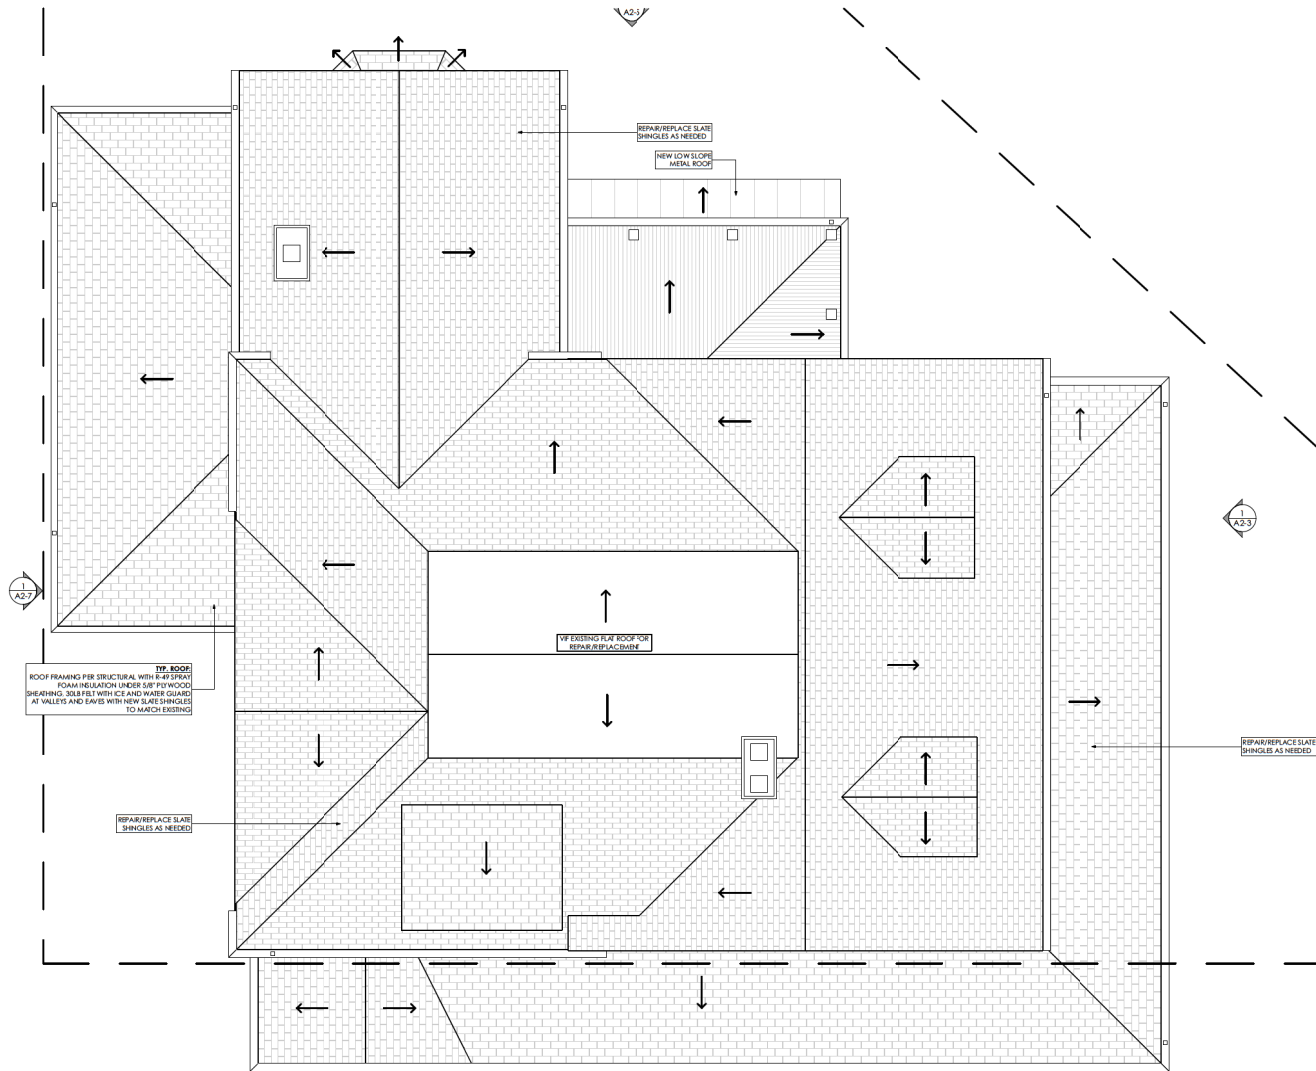 A2-5
REPAIR/REPLACE SLATE
SHINGLES AS NEEDED
NEW LOW SLOPE
METAL ROOF
1
A2-3
1
A2-7
VIF EXISTING FLAT ROOF FOR
REPAIR/REPLACEMENT
TYP. ROOF:
ROOF FRAMING PER STRUCTURAL WITH R-49 SPRAY
FOAM INSULATION UNDER 5/8" PLYWOOD
SHEATHING. 30LB FELT WITH ICE AND WATER GUARD
AT VALLEYS AND EAVES WITH NEW SLATE SHINGLES
TO MATCH EXISTING
REPAIR/REPLACE SLATE
SHINGLES AS NEEDED
REPAIR/REPLACE SLATE
SHINGLES AS NEEDED